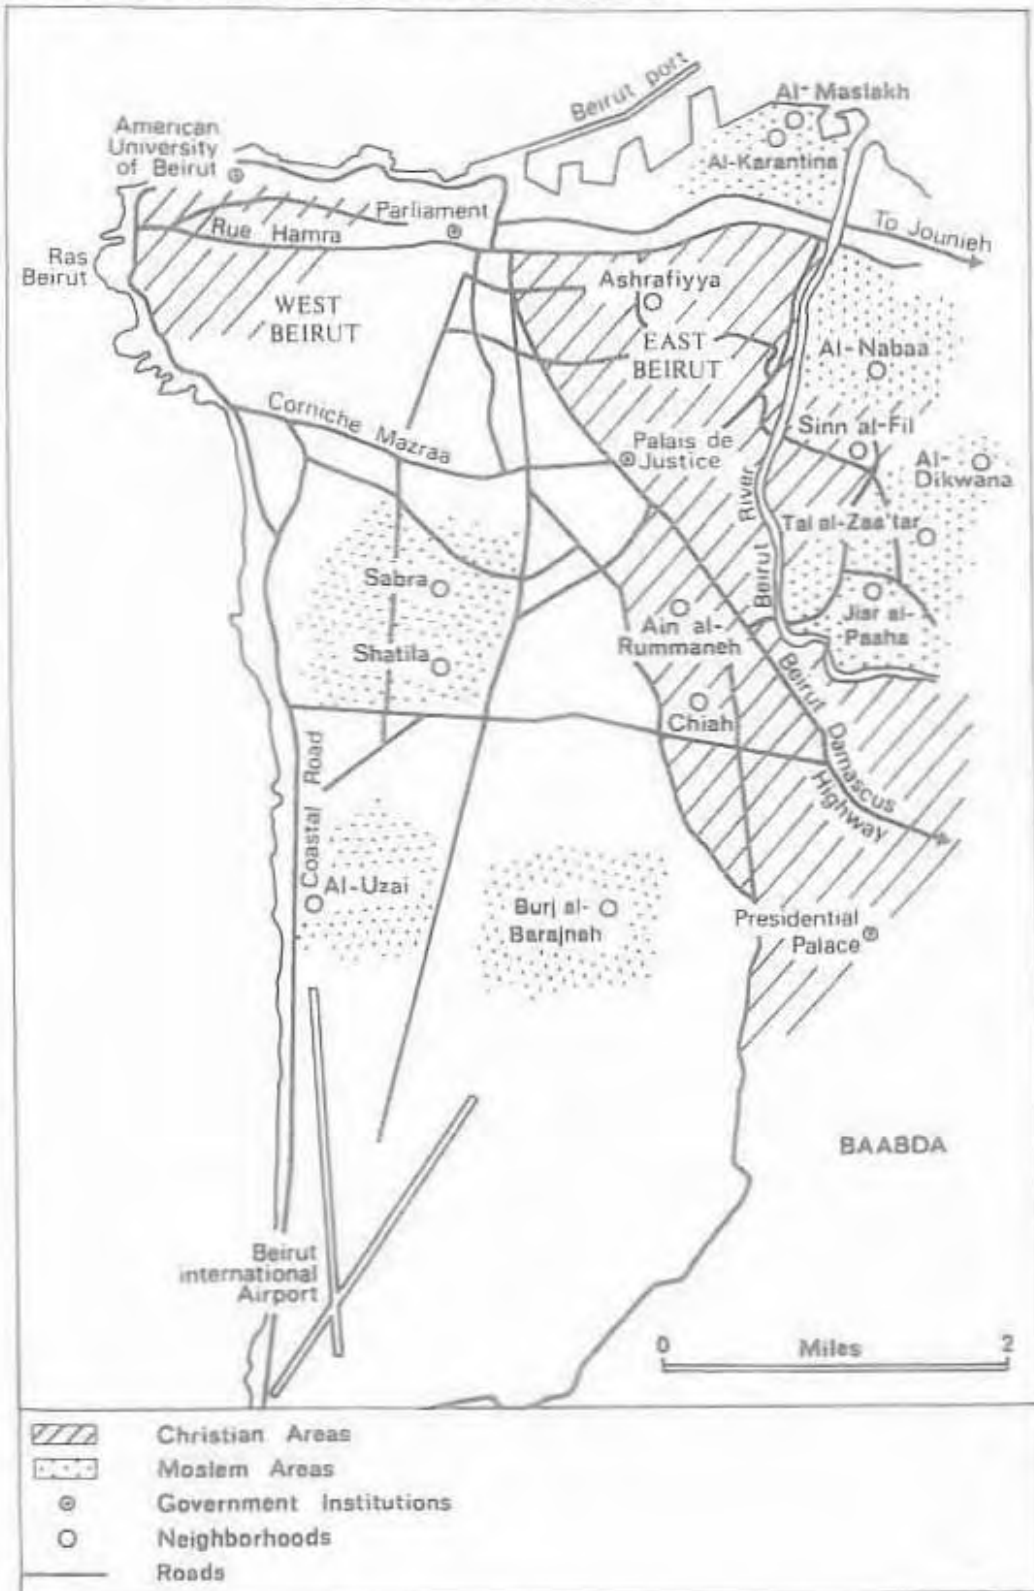 Beirut port
Al-Maslakh
American
University
of Beirut
Al-Karantina
Parliament
Rue Hamra
To Jounieh
Ras
Beirut
Ashrafiyya
WEST
BEIRUT
EAST
BEIRUT
Al-Nabaa
Corniche Mazraa
Sinn al-Fil
Palais de
Justice
Al-
Dikwana
Beirut River
Tal al-Zaa'tar
Sabra
Jisr al-
Pasha
Ain al-
Rummaneh
Shatila
Chiah
Beirut Damascus
Highway
Coastal Road
Al-Uzai
Burj al-
Barajnah
Presidential
Palace
BAABDA
Beirut
international
Airport
0 2
Miles
Christian Areas
Moslem Areas
Government Institutions
Neighborhoods
Roads